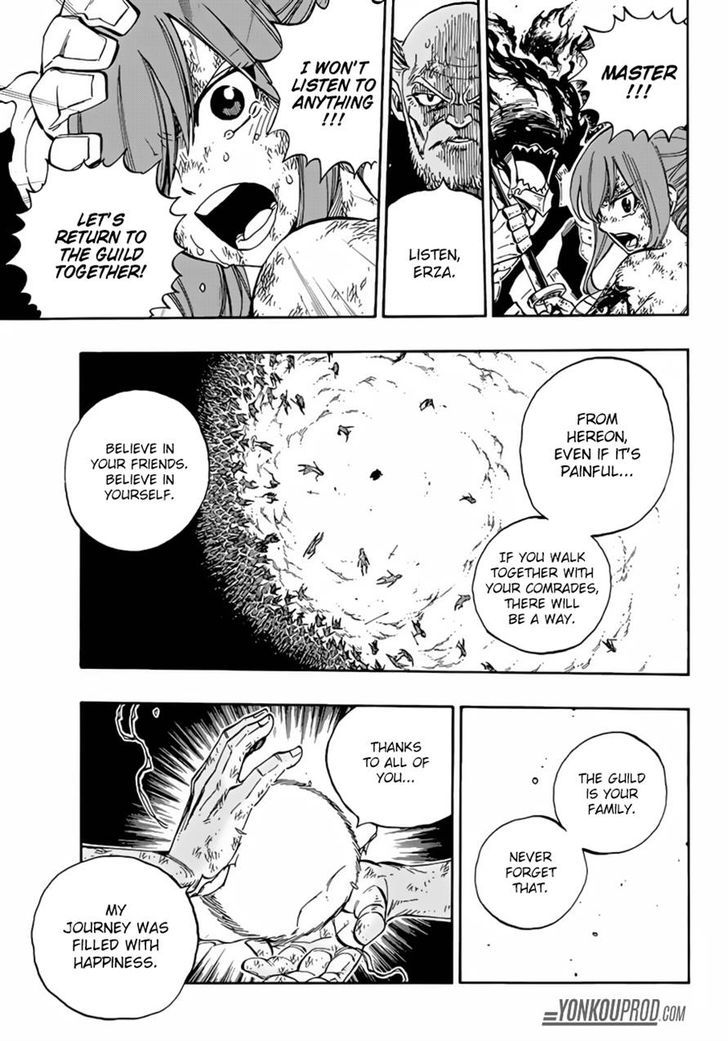 MASTER
!!!
LISTEN,
ERZA.
I WON'T
LISTEN TO
ANYTHING
!!!
LET'S
RETURN TO
THE GUILD
TOGETHER!
FROM
HEREON,
EVEN IF IT'S
PAINFUL...
IF YOU WALK
TOGETHER WITH
YOUR COMRADES,
THERE WILL
BE A WAY.
BELIEVE IN
YOUR FRIENDS.
BELIEVE IN
YOURSELF.
THE GUILD
IS YOUR
FAMILY.
NEVER
FORGET
THAT.
THANKS
TO ALL OF
YOU...
MY
JOURNEY WAS
FILLED WITH
HAPPINESS.
YONKOUPROD.COM